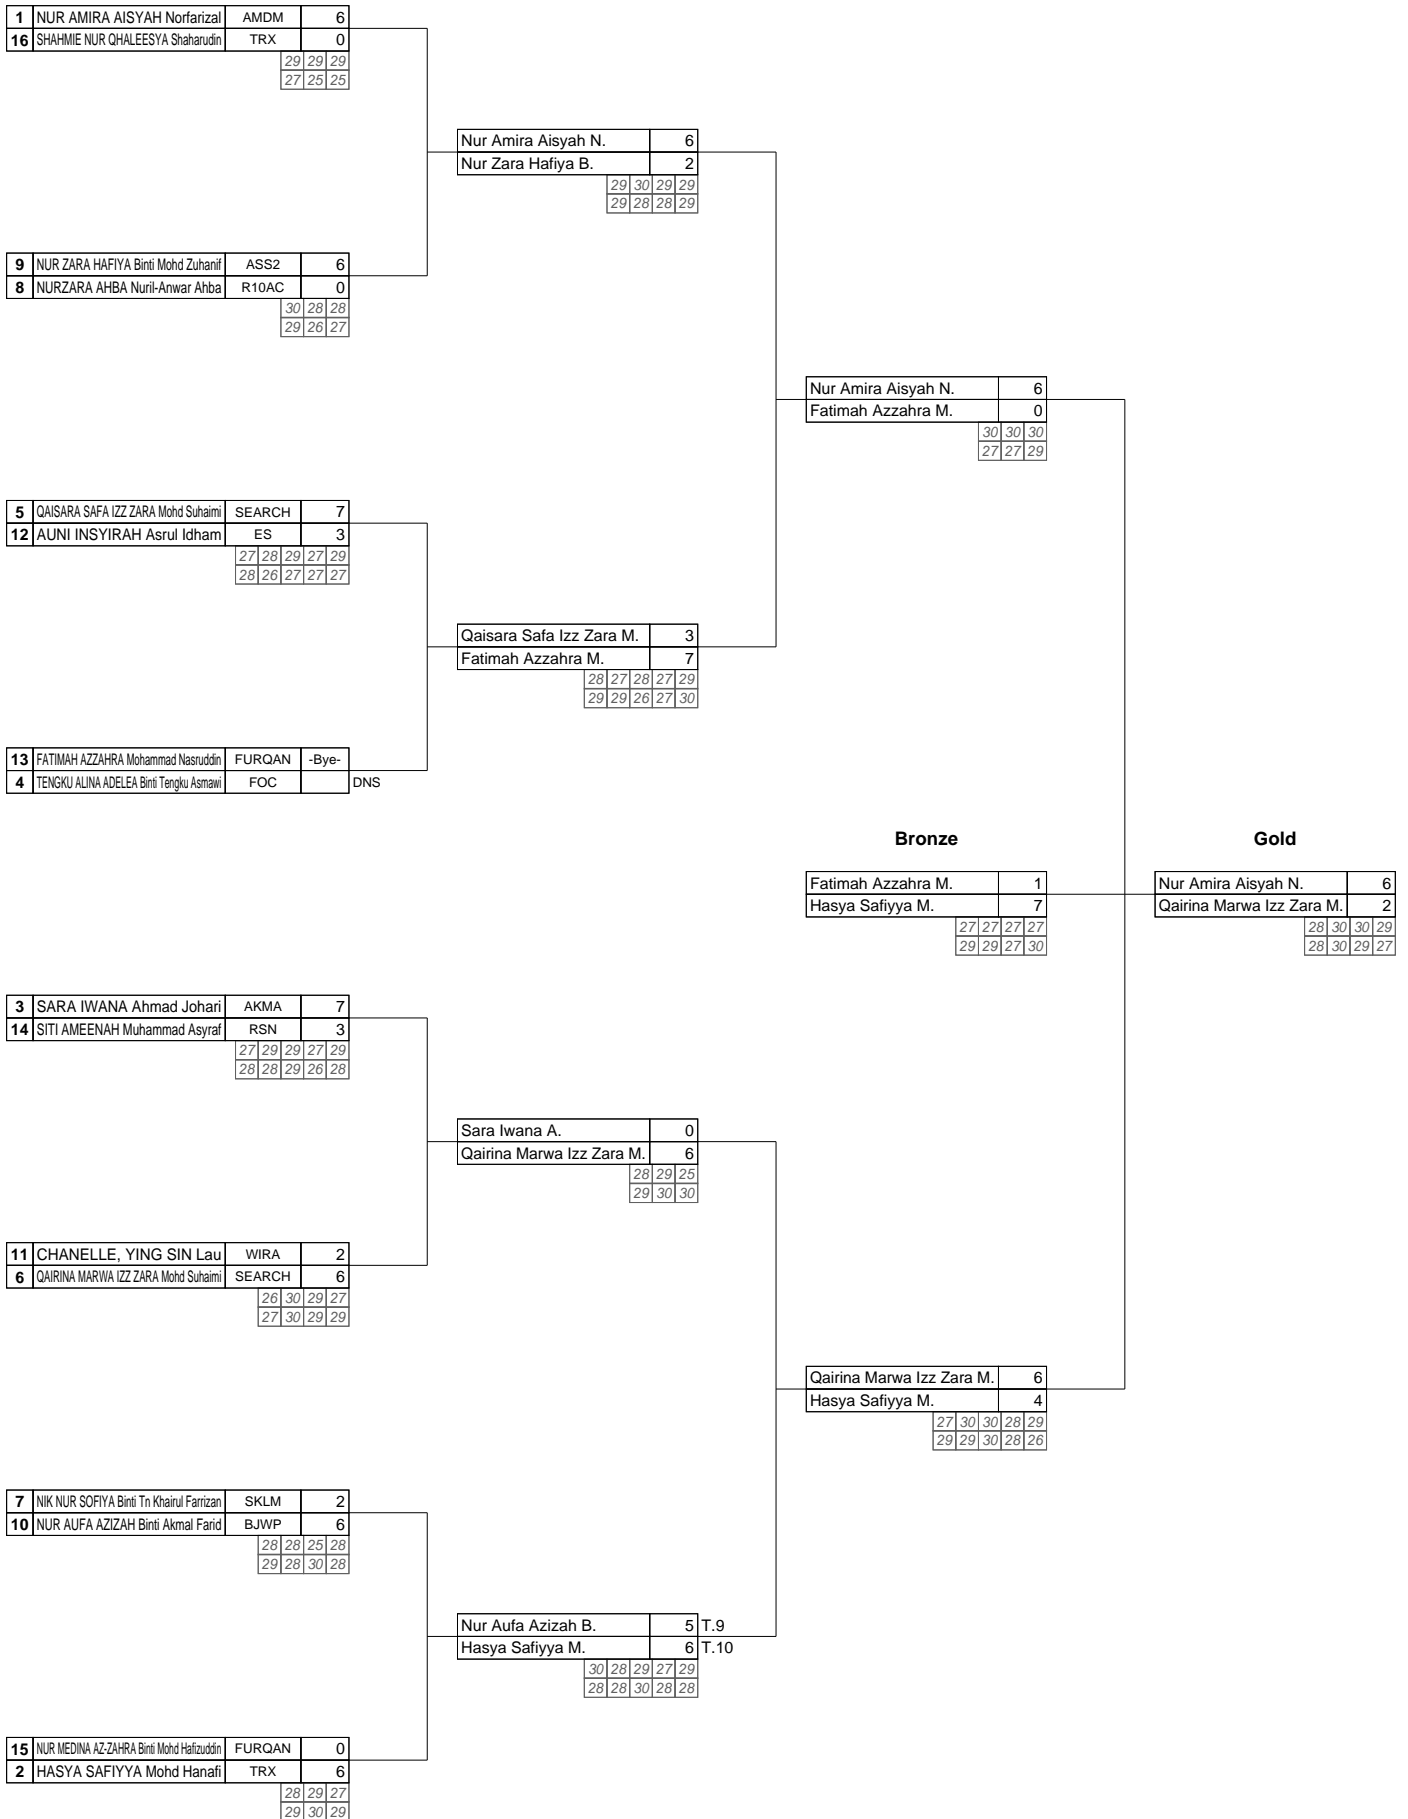 1 NUR AMIRA AISYAH Norfarizal AMDM 6
16 SHAHMIE NUR QHALEESYA Shaharudin TRX 0
29 29 29
27 25 25
Nur Amira Aisyah N. 6
Nur Zara Hafiya B. 2
29 30 29 29
29 28 28 29
9 NUR ZARA HAFIYA Binti Mohd Zuhanif ASS2 6
8 NURZARA AHBA Nuril-Anwar Ahba R10AC 0
30 28 28
29 26 27
Nur Amira Aisyah N. 6
Fatimah Azzahra M. 0
30 30 30
27 27 29
5 QAISARA SAFA IZZ ZARA Mohd Suhaimi SEARCH 7
12 AUNI INSYIRAH Asrul Idham ES 3
27 28 29 27 29
28 26 27 27 27
Qaisara Safa Izz Zara M. 3
Fatimah Azzahra M. 7
28 27 28 27 29
29 29 26 27 30
13 FATIMAH AZZAHRA Mohammad Nasruddin FURQAN -Bye-
4 TENGKU ALINA ADELEA Binti Tengku Asmawi FOC DNS
Bronze
Gold
Fatimah Azzahra M. 1
Hasya Safiyya M. 7
27 27 27 27
29 29 27 30
Nur Amira Aisyah N. 6
Qairina Marwa Izz Zara M. 2
28 30 30 29
28 30 29 27
3 SARA IWANA Ahmad Johari AKMA 7
14 SITI AMEENAH Muhammad Asyraf RSN 3
27 29 29 27 29
28 28 29 26 28
Sara Iwana A. 0
Qairina Marwa Izz Zara M. 6
28 29 25
29 30 30
11 CHANELLE, YING SIN Lau WIRA 2
6 QAIRINA MARWA IZZ ZARA Mohd Suhaimi SEARCH 6
26 30 29 27
27 30 29 29
Qairina Marwa Izz Zara M. 6
Hasya Safiyya M. 4
27 30 30 28 29
29 29 30 28 26
7 NIK NUR SOFIYA Binti Tn Khairul Farrizan SKLM 2
10 NUR AUFA AZIZAH Binti Akmal Farid BJWP 6
28 28 25 28
29 28 30 28
Nur Aufa Azizah B. 5 T.9
Hasya Safiyya M. 6 T.10
30 28 29 27 29
28 28 30 28 28
15 NUR MEDINA AZ-ZAHRA Binti Mohd Hafizuddin FURQAN 0
2 HASYA SAFIYYA Mohd Hanafi TRX 6
28 29 27
29 30 29